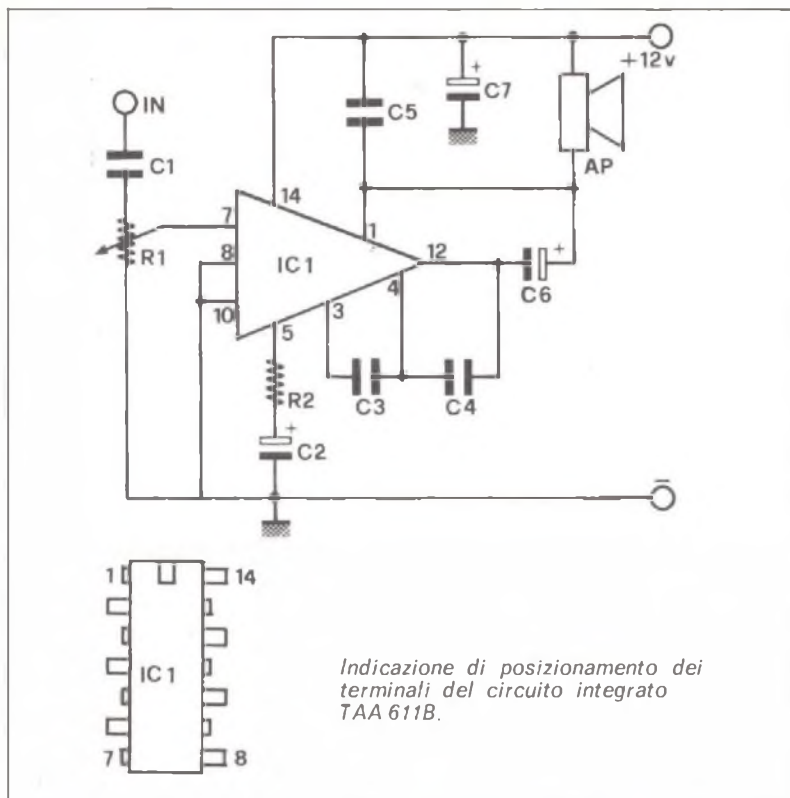 +12v
IN
C1
C5
C7
AP
14
7
R1
8
IC1
1
12
10
4
C6
3
5
R2
C3
C4
C2
–
1
14
IC1
7
8
Indicazione di posizionamento dei
terminali del circuito integrato
TAA 611B.